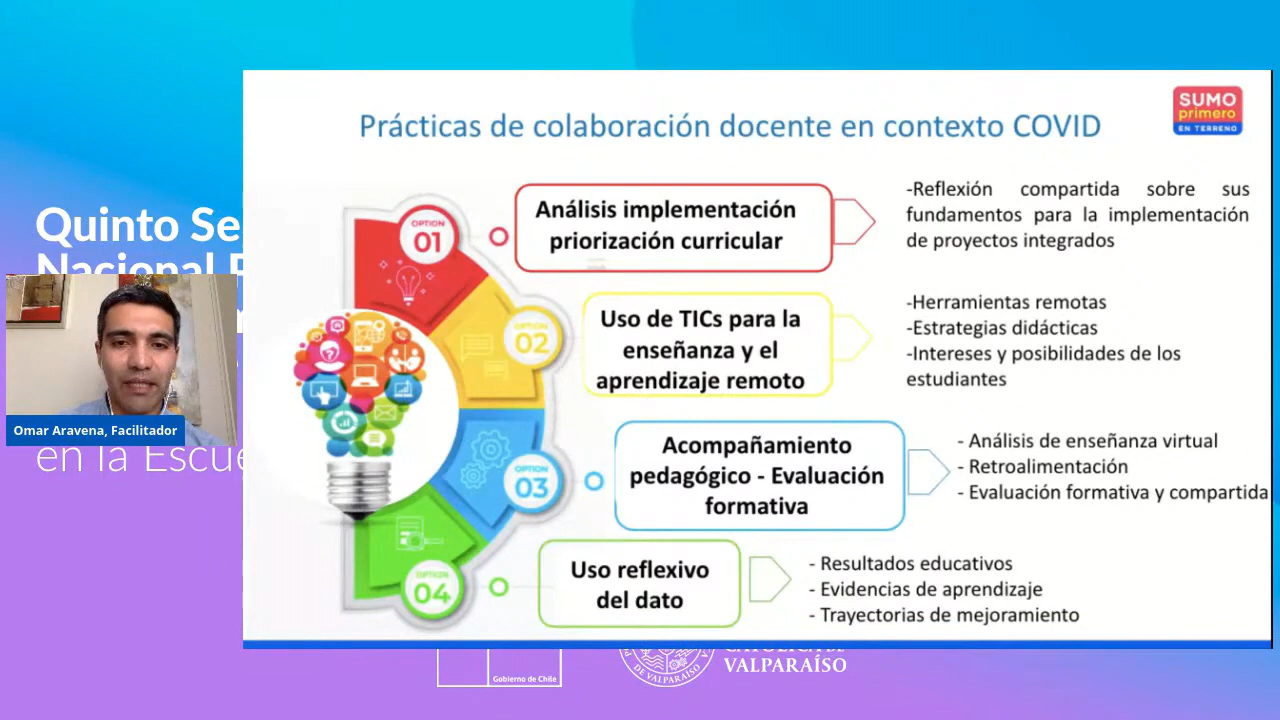 Prácticas de colaboración docente en contexto COVID
SUMO
primero
EN TERRENO
Quinto Se
Nacional
en la Escue
Omar Aravena, Facilitador
OPTION
01
Análisis implementación
priorización curricular
-Reflexión compartida sobre sus
fundamentos para la implementación
de proyectos integrados
OPTION
02
Uso de TICs para la
enseñanza y el
aprendizaje remoto
-Herramientas remotas
-Estrategias didácticas
-Intereses y posibilidades de los
estudiantes
OPTION
03
Acompañamiento
pedagógico - Evaluación
formativa
- Análisis de enseñanza virtual
- Retroalimentación
- Evaluación formativa y compartida
OPTION
04
Uso reflexivo
del dato
- Resultados educativos
- Evidencias de aprendizaje
- Trayectorias de mejoramiento
Gobierno de Chile
DE VALPARAÍSO
CATÓLICA DE
VALPARAÍSO